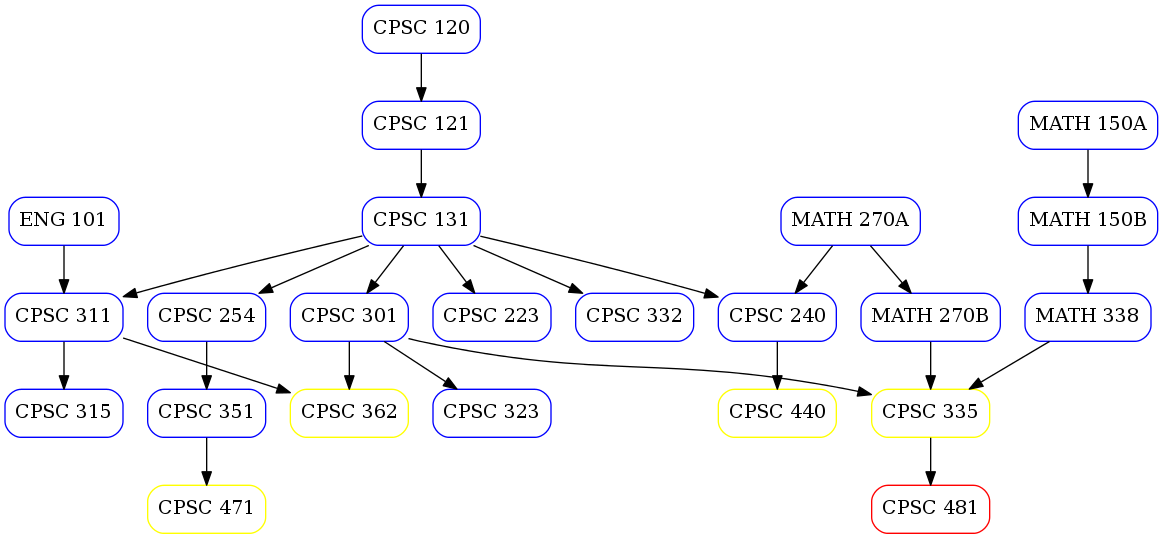 CPSC 120
CPSC 121
MATH 150A
ENG 101
CPSC 131
MATH 270A
MATH 150B
CPSC 311
CPSC 254
CPSC 301
CPSC 223
CPSC 332
CPSC 240
MATH 270B
MATH 338
CPSC 315
CPSC 351
CPSC 362
CPSC 323
CPSC 440
CPSC 335
CPSC 471
CPSC 481